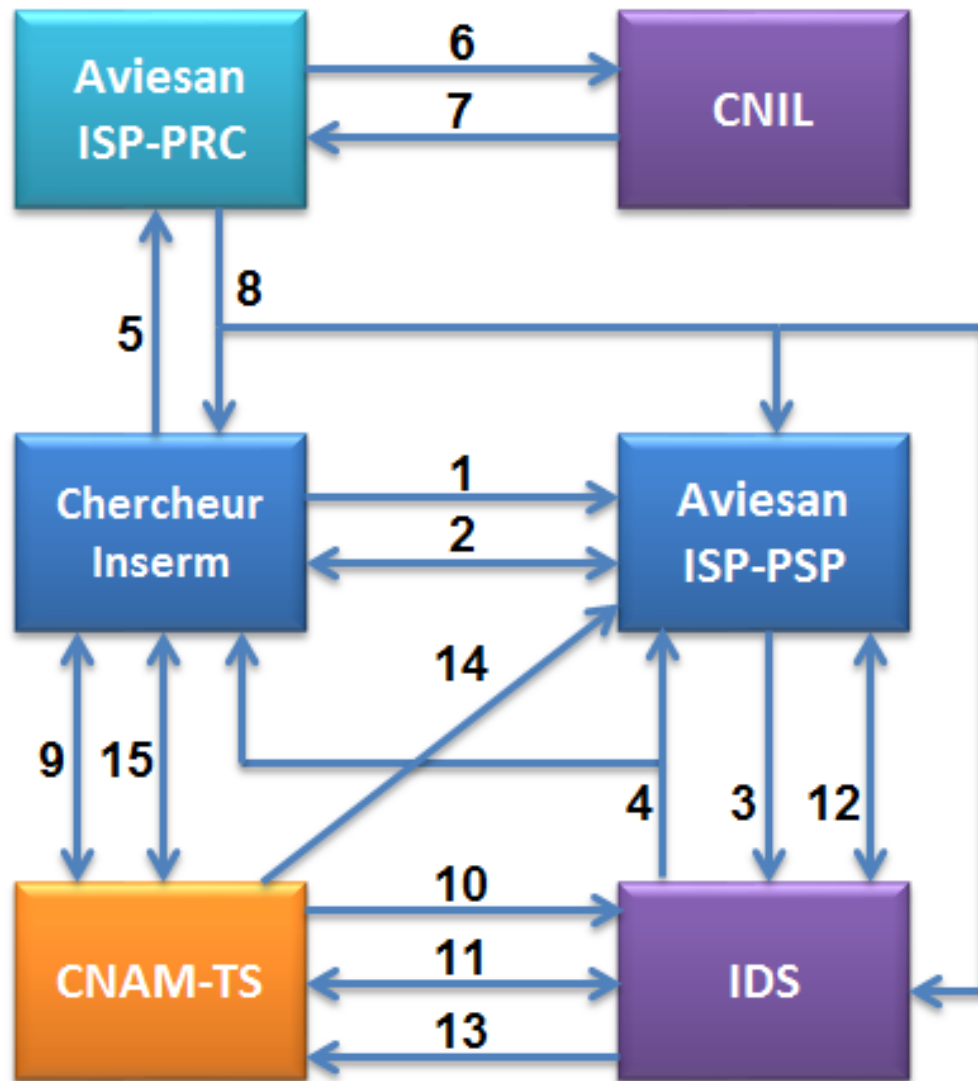 Aviesan
ISP-PRC
6
7
CNIL
5
8
Chercheur
Inserm
1
2
Aviesan
ISP-PSP
14
9
15
4
3
12
CNAM-TS
10
11
13
IDS